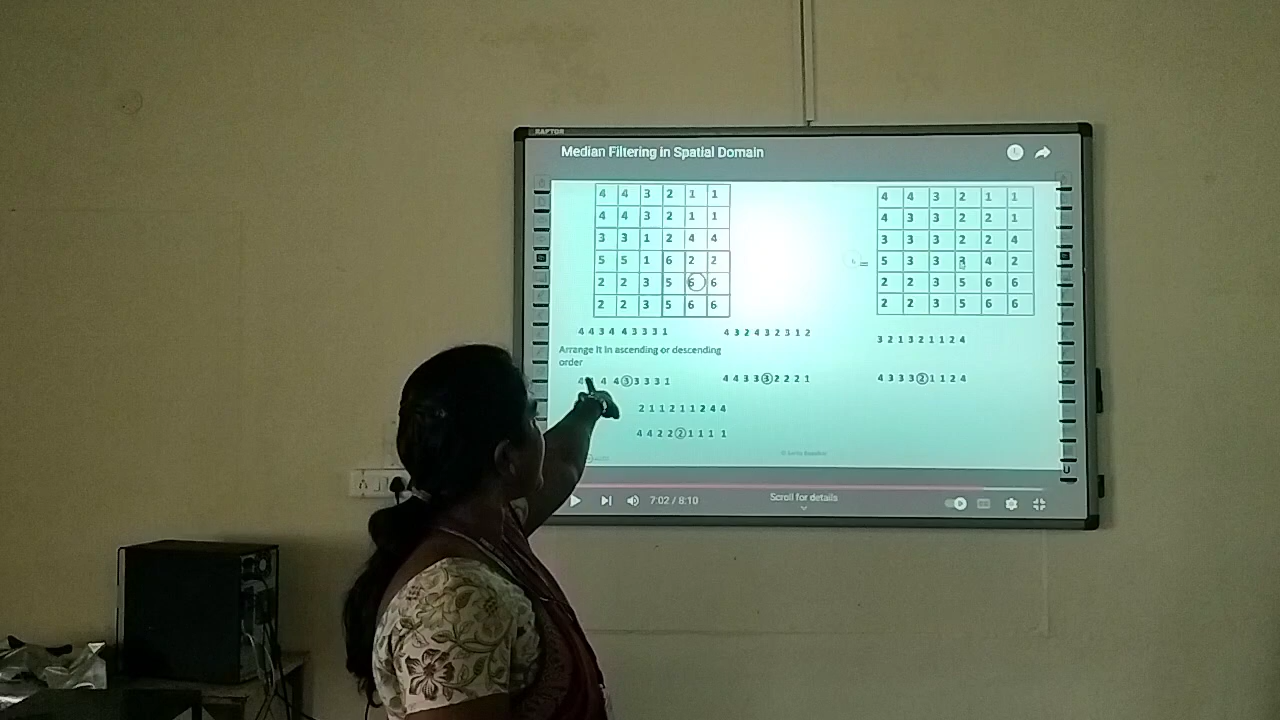 RAPTOR
Median Filtering in Spatial Domain
4 4 3 2 1 1
4 4 3 2 1 1
3 3 1 2 4 4
5 5 1 6 2 2
2 2 3 5 6 6
2 2 3 5 6 6
=
4 4 3 2 1 1
4 3 3 2 2 1
3 3 3 2 2 4
5 3 3 3 4 2
2 2 3 5 6 6
2 2 3 5 6 6
4 4 3 4 4 3 3 3 1
4 3 2 4 3 2 3 1 2
3 2 1 3 2 1 1 2 4
Arrange It In ascending or descending
order
4 4 4 3 3 3 3 1
4 4 3 3 3 2 2 2 1
4 3 3 3 2 1 1 2 4
2 1 1 2 1 1 2 4 4
4 4 2 2 2 1 1 1 1
7:02 / 8:10
Scroll for details